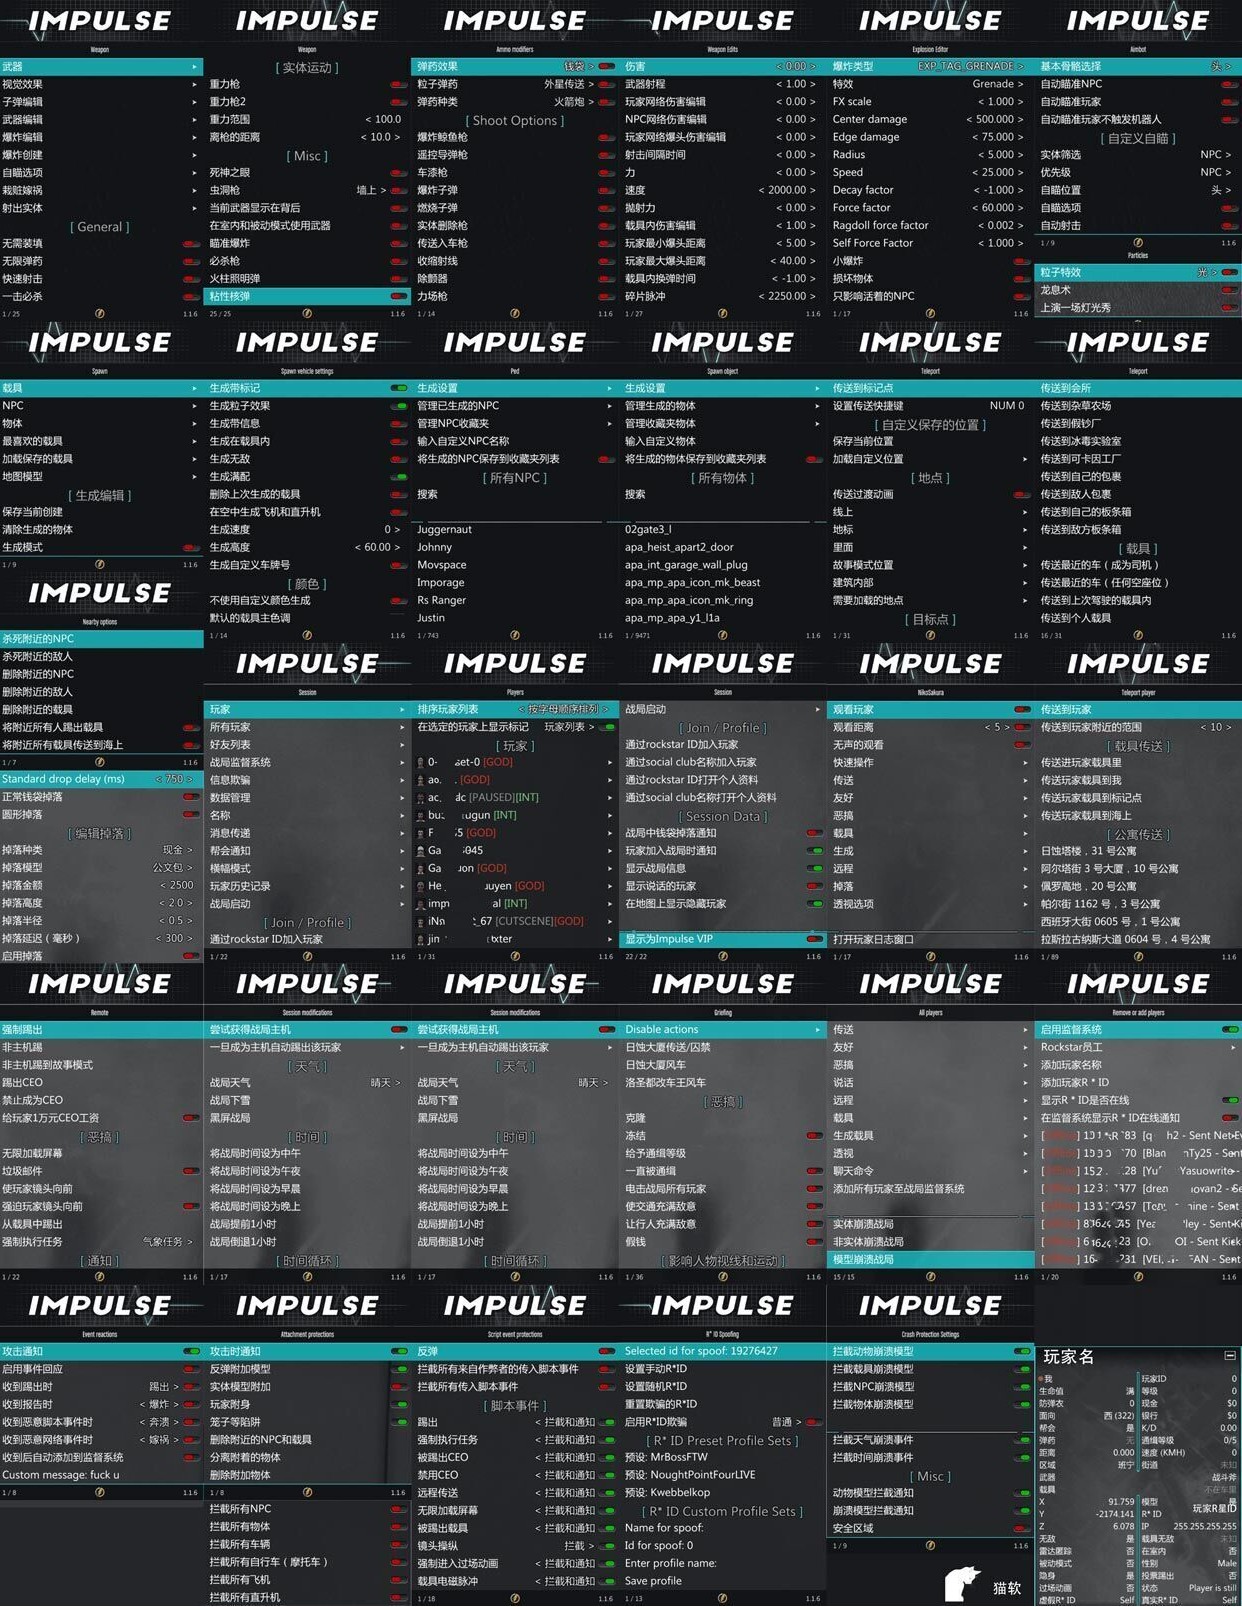 IMPULSE
Weapon
武器
视觉效果
子弹编辑
武器编辑
爆炸编辑
爆炸创建
自瞄选项
栽赃嫁祸
射出实体
[ General ]
无需装填
无限弹药
快速射击
一击必杀
1 / 25 1.1.6
IMPULSE
Weapon
[ 实体运动 ]
重力枪
重力枪2
重力范围 < 100.0
离枪的距离 < 10.0 >
[ Misc ]
死神之眼
虫洞枪 墙上 >
当前武器显示在背后
在室内和被动模式使用武器
瞄准爆炸
必杀枪
火柱照明弹
粘性核弹
25 / 25 1.1.6
IMPULSE
Ammo modifiers
弹药效果 钱袋 >
粒子弹药 外星传送 >
弹药种类 火箭炮 >
[ Shoot Options ]
爆炸鲸鱼枪
遥控导弹枪
车漆枪
爆炸子弹
燃烧子弹
实体删除枪
传送入车枪
收缩射线
除颤器
力场枪
1 / 14 1.1.6
IMPULSE
Weapon Edits
伤害 < 0.00 >
武器射程 < 1.00 >
玩家网络伤害编辑 < 0.00 >
NPC网络伤害编辑 < 0.00 >
玩家网络爆头伤害编辑 < 0.00 >
射击间隔时间 < 0.00 >
力 < 0.00 >
速度 < 2000.00 >
抛射力 < 0.00 >
载具内伤害编辑 < 1.00 >
玩家最小爆头距离 < 5.00 >
玩家最大爆头距离 < 40.00 >
载具内换弹时间 < -1.00 >
碎片脉冲 < 2250.00 >
1 / 27 1.1.6
IMPULSE
Explosion Editor
爆炸类型 EXP_TAG_GRENADE >
特效 Grenade >
FX scale < 1.000 >
Center damage < 500.000 >
Edge damage < 75.000 >
Radius < 5.000 >
Speed < 25.000 >
Decay factor < -1.000 >
Force factor < 60.000 >
Ragdoll force factor < 0.002 >
Self Force Factor < 1.000 >
小爆炸
损坏物体
只影响活着的NPC
1 / 17 1.1.6
IMPULSE
Aimbot
基本骨骼选择 头 >
自动瞄准NPC
自动瞄准玩家
自动瞄准玩家不触发机器人
[ 自定义自瞄 ]
实体筛选 NPC >
优先级 NPC >
自瞄位置 头 >
自瞄选项
自动射击
1 / 9 1.1.6
Particles
粒子特效 光 >
龙息术
上演一场灯光秀
IMPULSE
Spawn
载具
NPC
物体
最喜欢的载具
加载保存的载具
地图模型
[ 生成编辑 ]
保存当前创建
清除生成的物体
生成模式
1 / 9 1.1.6
IMPULSE
Spawn vehicle settings
生成带标记
生成粒子效果
生成带信息
生成在载具内
生成无敌
生成满配
删除上次生成的载具
在空中生成飞机和直升机
生成速度 0 >
生成高度 < 60.00 >
生成自定义车牌号
[ 颜色 ]
不使用自定义颜色生成
默认的载具主色调
1 / 14 1.1.6
IMPULSE
Ped
生成设置
管理已生成的NPC
管理NPC收藏夹
输入自定义NPC名称
将生成的NPC保存到收藏夹列表
[ 所有NPC ]
搜索
Juggernaut
Johnny
Movspace
Imporage
Rs Ranger
Justin
1 / 743 1.1.6
IMPULSE
Spawn object
生成设置
管理生成的物体
管理收藏夹物体
输入自定义物体
将生成的物体保存到收藏夹列表
[ 所有物体 ]
搜索
02gate3_l
apa_heist_apart2_door
apa_int_garage_wall_plug
apa_mp_apa_icon_mk_beast
apa_mp_apa_icon_mk_ring
apa_mp_apa_y1_l1a
1 / 9471 1.1.6
IMPULSE
Teleport
传送到标记点
设置传送快捷键 NUM 0
[ 自定义保存的位置 ]
保存当前位置
加载自定义位置
[ 地点 ]
传送过渡动画
线上
地标
里面
故事模式位置
建筑内部
需要加载的地点
[ 目标点 ]
1 / 31 1.1.6
IMPULSE
Teleport
传送到会所
传送到杂草农场
传送到假钞厂
传送到冰毒实验室
传送到可卡因工厂
传送到自己的包裹
传送到敌人包裹
传送到自己的板条箱
传送到敌方板条箱
[ 载具 ]
传送最近的车（成为司机）
传送最近的车（任何空座位）
传送到上次驾驶的载具内
传送到个人载具
16 / 31 1.1.6
IMPULSE
Nearby options
杀死附近的NPC
杀死附近的敌人
删除附近的NPC
删除附近的敌人
删除附近的载具
将附近所有人踢出载具
将附近所有载具传送到海上
1 / 7 1.1.6
Standard drop delay (ms) < 750 >
正常钱袋掉落
圆形掉落
[ 编辑掉落 ]
掉落种类 现金 >
掉落模型 公文包 >
掉落金额 < 2500
掉落高度 < 2.0 >
掉落半径 < 0.5 >
掉落延迟（毫秒） < 300 >
启用掉落
IMPULSE
Session
玩家
所有玩家
好友列表
战局监督系统
信息欺骗
数据管理
名称
消息传递
帮会通知
横幅模式
玩家历史记录
战局启动
[ Join / Profile ]
通过rockstar ID加入玩家
1 / 22 1.1.6
IMPULSE
Players
排序玩家列表 < 按字母顺序排列 >
在选定的玩家上显示标记 玩家列表 >
[ 玩家 ]
0- set-0 [GOD]
ao. [GOD]
ac. [PAUSED][INT]
ugun [INT]
F 5 [GOD]
Ga 045
Ga on [GOD]
He uuyen [GOD]
imp al [INT]
iNs _67 [CUTSCENE][GOD]
jin xter
1 / 31 1.1.6
IMPULSE
Session
战局启动
[ Join / Profile ]
通过rockstar ID加入玩家
通过social club名称加入玩家
通过rockstar ID打开个人资料
通过social club名称打开个人资料
[ Session Data ]
战局中钱袋掉落通知
玩家加入战局时通知
显示战局信息
显示说话的玩家
在地图上显示隐藏玩家
显示为Impulse VIP
22 / 22 1.1.6
IMPULSE
NiksSakura
观看玩家
观看距离 < 5 >
无声的观看
快速操作
传送
友好
恶搞
载具
生成
远程
掉落
透视选项
打开玩家日志窗口
1 / 17 1.1.6
IMPULSE
Teleport player
传送到玩家
传送到玩家附近的范围 < 10 >
[ 载具传送 ]
传送进玩家载具里
传送玩家载具到我
传送玩家载具到标记点
传送玩家载具到海上
[ 公寓传送 ]
日蚀塔楼，31 号公寓
阿尔塔街 3 号大厦，10 号公寓
佩罗高地，20 号公寓
帕尔街 1162 号，3 号公寓
西班牙大街 0605 号，1 号公寓
拉斯拉古纳斯大道 0604 号，4 号公寓
1 / 89 1.1.6
IMPULSE
Remote
强制踢出
非主机踢
非主机踢到故事模式
踢出CEO
禁止成为CEO
给玩家1万元CEO工资
[ 恶搞 ]
无限加载屏幕
垃圾邮件
使玩家镜头向前
强迫玩家镜头向前
从载具中踢出
强制执行任务 气象任务 >
[ 通知 ]
1 / 22 1.1.6
IMPULSE
Session modifications
尝试获得战局主机
一旦成为主机自动踢出该玩家
[ 天气 ]
战局天气 晴天 >
战局下雪
黑屏战局
[ 时间 ]
将战局时间设为中午
将战局时间设为午夜
将战局时间设为早晨
将战局时间设为晚上
战局提前1小时
战局倒退1小时
[ 时间循环 ]
1 / 17 1.1.6
IMPULSE
Session modifications
尝试获得战局主机
一旦成为主机自动踢出该玩家
[ 天气 ]
战局天气 晴天 >
战局下雪
黑屏战局
[ 时间 ]
将战局时间设为中午
将战局时间设为午夜
将战局时间设为早晨
将战局时间设为晚上
战局提前1小时
战局倒退1小时
[ 时间循环 ]
1 / 17 1.1.6
IMPULSE
Griefing
Disable actions
日蚀大厦传送/囚禁
日蚀大厦风车
洛圣都改车王风车
[ 恶搞 ]
克隆
冻结
给予通缉等级
一直被通缉
电击战局所有玩家
使交通充满敌意
让行人充满敌意
假钱
[ 影响人物视线和运动 ]
1 / 36 1.1.6
IMPULSE
All players
传送
友好
恶搞
说话
远程
载具
生成载具
透视
聊天命令
添加所有玩家至战局监督系统
实体崩溃战局
非实体崩溃战局
模型崩溃战局
15 / 15 1.1.6
IMPULSE
Remove or add players
启用监督系统
Rockstar员工
添加玩家名称
添加玩家R * ID
显示R * ID是否在线
在监督系统显示R * ID在线通知
1 / 20 1.1.6
IMPULSE
Event reactions
攻击通知
启用事件回应
收到踢出时 踢出 >
收到报告时 < 爆炸 >
收到恶意脚本事件时 < 奔溃 >
收到恶意网络事件时 < 嫁祸 >
收到后自动添加到监督系统
Custom message: fuck u
1 / 8 1.1.6
IMPULSE
Attachment protections
攻击时通知
反弹附加模型
实体模型附加
玩家附身
笼子等陷阱
删除附近的NPC和载具
分离附着的物体
删除附加物体
1 / 8 1.1.6
拦截所有NPC
拦截所有物体
拦截所有车辆
拦截所有自行车（摩托车）
拦截所有飞机
拦截所有直升机
IMPULSE
Script event protections
反弹
拦截所有来自作弊者的传入脚本事件
拦截所有传入脚本事件
[ 脚本事件 ]
踢出 < 拦截和通知
强制执行任务 < 拦截和通知
被踢出CEO < 拦截和通知
禁用CEO < 拦截和通知
远程传送 < 拦截和通知
无限加载屏幕 < 拦截和通知
被踢出载具 < 拦截和通知
镜头操纵 拦截 >
强制进入过场动画 < 拦截和通知
载具电磁脉冲 < 拦截和通知
1 / 18 1.1.6
IMPULSE
R* ID Spoofing
Selected id for spoof: 19276427
设置手动R*ID
设置随机R*ID
重置欺骗的R*ID
启用R*ID欺骗 普通 >
[ R* ID Preset Profile Sets ]
预设: MrBossFTW
预设: NoughtPointFourLIVE
预设: Kwebbelkop
[ R* ID Custom Profile Sets ]
Name for spoof:
Id for spoof: 0
Enter profile name:
Save profile
1 / 13 1.1.6
IMPULSE
Crash Protection Settings
拦截动物崩溃模型
拦截载具崩溃模型
拦截NPC崩溃模型
拦截物体崩溃模型
拦截天气崩溃事件
拦截时间崩溃事件
[ Misc ]
动物模型拦截通知
崩溃模型拦截通知
安全区域
1 / 9 1.1.6
猫软
玩家名
我 玩家ID 0
生命值 满 等级 0
防弹衣 0 现金 $0
面向 西 (322) 银行 $0
帮会 是 K/D 0.00
弹药 无 通缉等级 0/5
距离 0.000 速度 (KMH) 0
区域 班宁 街道 未知
武器 战斗斧
载具 不在车里
X 91.759 模型 是
玩家R星ID
Y -2174.141 R* ID
Z 6.078 IP 255.255.255.255
无敌 是 载具无敌 未知
雷达匿踪 否 在室内 否
被动模式 否 性别 Male
隐身 是 投票踢出 否
过场动画 否 状态 Player is still
虚假R* ID Self 真实R* ID Self